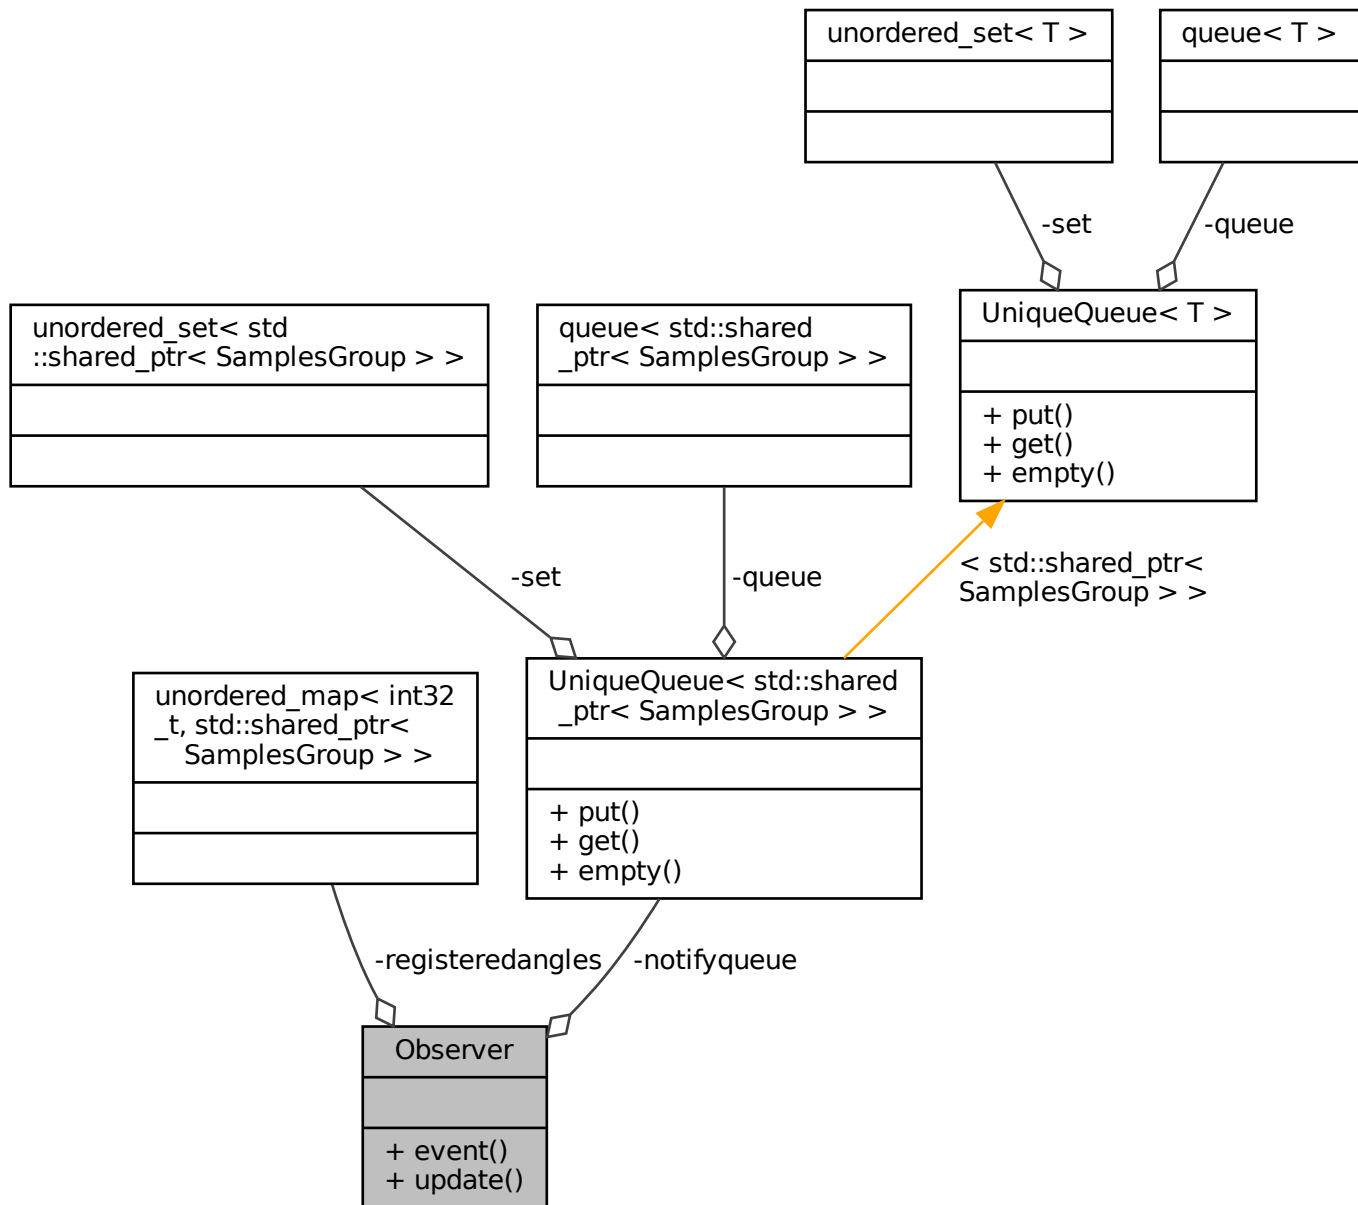 unordered_set< T >
queue< T >
-set
-queue
UniqueQueue< T >
+ put()
+ get()
+ empty()
unordered_set< std
::shared_ptr< SamplesGroup > >
queue< std::shared
_ptr< SamplesGroup > >
-set
-queue
< std::shared_ptr<
SamplesGroup > >
unordered_map< int32
_t, std::shared_ptr<
SamplesGroup > >
UniqueQueue< std::shared
_ptr< SamplesGroup > >
+ put()
+ get()
+ empty()
-registeredangles
-notifyqueue
Observer
+ event()
+ update()